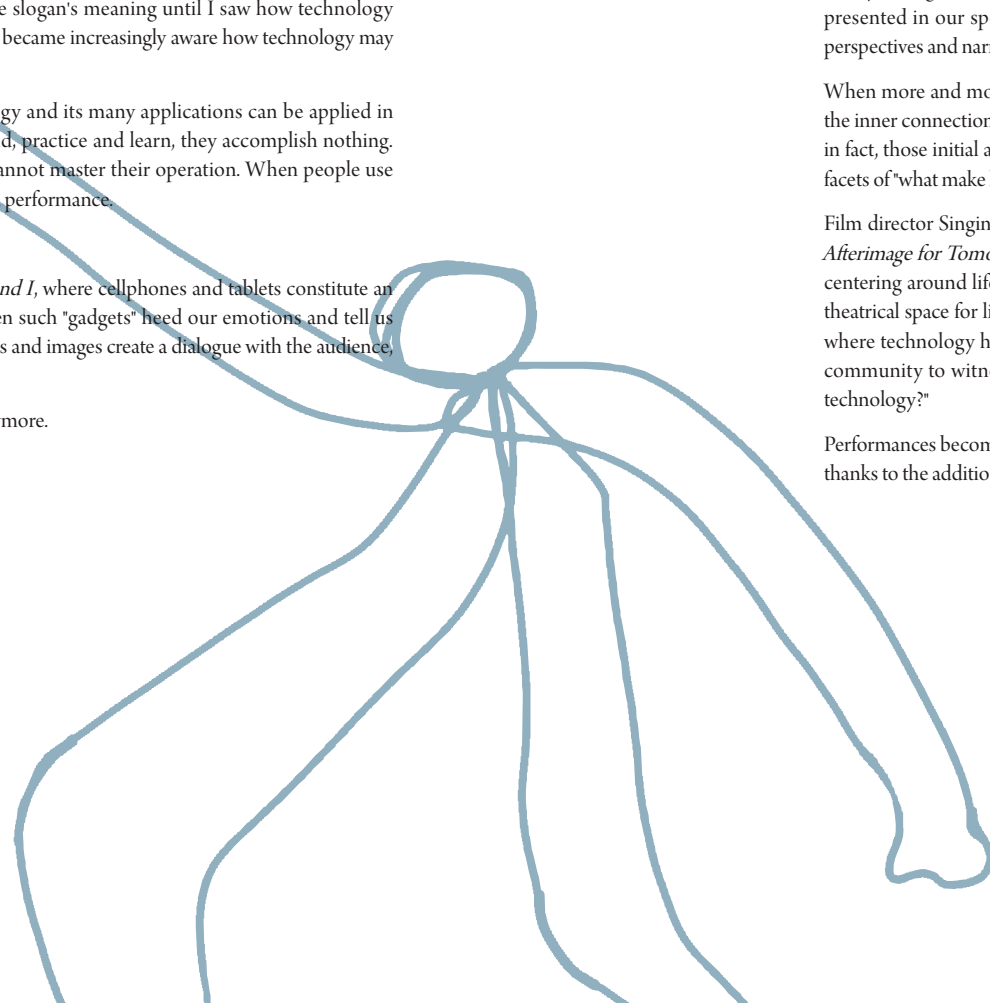 e slogan's meaning until I saw how technology
became increasingly aware how technology may
gy and its many applications can be applied in
d, practice and learn, they accomplish nothing.
annot master their operation. When people use
performance.
nd I, where cellphones and tablets constitute an
en such "gadgets" heed our emotions and tell us
s and images create a dialogue with the audience,
more.
presented in our sp
perspectives and nar
When more and mo
the inner connection
in fact, those initial a
facets of "what make
Film director Singin
Afterimage for Tomo
centering around life
theatrical space for li
where technology h
community to witn
technology?"
Performances becom
thanks to the additio